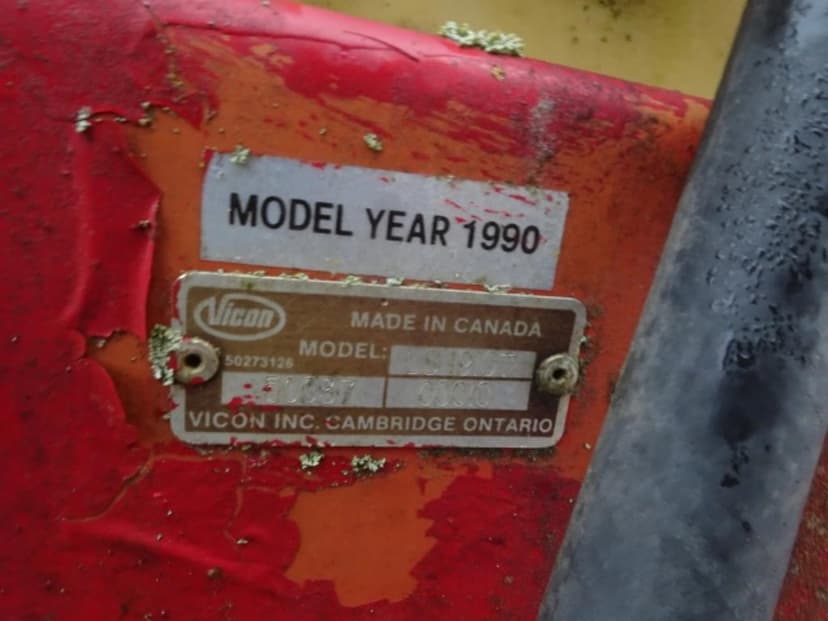 MODEL YEAR 1990
Vicon
MADE IN CANADA
50273126 MODEL:
VICON INC. CAMBRIDGE ONTARIO